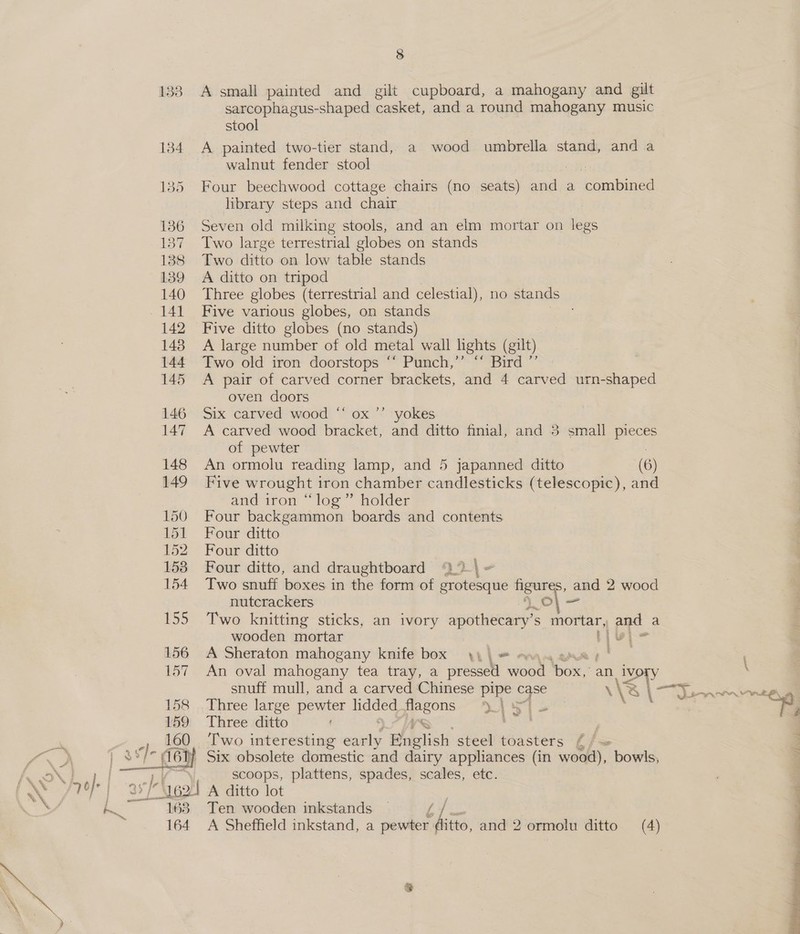 8
133 A small painted and gilt cupboard, a mahogany and gilt
sarcophagus-shaped casket, and a round mahogany music
stool
134 A painted two-tier stand, a wood umbrella stand, and a
walnut fender stool
135 Four beechwood cottage chairs (no seats) and a combined
library steps and chair
136 Seven old milking stools, and an elm mortar on legs
137 Two large terrestrial globes on stands
138 Two ditto on low table stands
139 A ditto on tripod
140 Three globes (terrestrial and celestial), no stands
141 Five various globes, on stands
142 Five ditto globes (no stands)
143 A large number of old metal wall lights (gilt)
144 Two old iron doorstops “ Punch,” “ Bird ”
145 A pair of carved corner brackets, and 4 carved urn-shaped
oven doors
146 Six carved wood “ ox ” yokes
147 A carved wood bracket, and ditto finial, and 3 small pieces
of pewter
148 An ormolu reading lamp, and 5 japanned ditto (6)
149 Five wrought iron chamber candlesticks (telescopic), and
and iron “ log ” holder
150 Four backgammon boards and contents
151 Four ditto
152 Four ditto
153 Four ditto, and draughtboard
154 Two snuff boxes in the form of grotesque figures, and 2 wood
nutcrackers
155 Two knitting sticks, an ivory apothecary's mortar, and a
wooden mortar
156 A Sheraton mahogany knife box
157 An oval mahogany tea tray, a pressed wood box, an ivory
snuff mull, and a carved Chinese pipe case
158 Three large pewter lidded flagons
159 Three ditto
160 Two interesting early English steel toasters
161 Six obsolete domestic and dairy appliances (in wood), bowls,
scoops, plattens, spades, scales, etc.
162 A ditto lot
163 Ten wooden inkstands
164 A Sheffield inkstand, a pewter ditto, and 2 ormolu ditto (4)